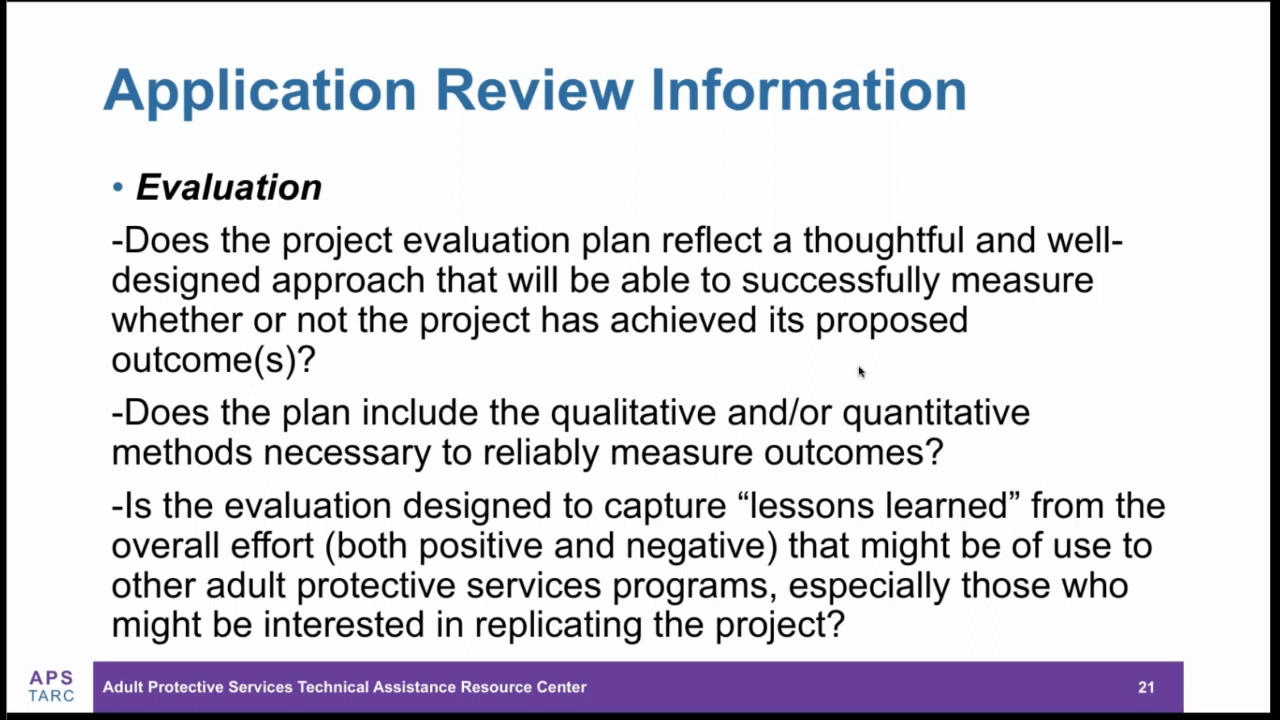 Application Review Information
• Evaluation
-Does the project evaluation plan reflect a thoughtful and well-
designed approach that will be able to successfully measure
whether or not the project has achieved its proposed
outcome(s)?
-Does the plan include the qualitative and/or quantitative
methods necessary to reliably measure outcomes?
-Is the evaluation designed to capture “lessons learned” from the
overall effort (both positive and negative) that might be of use to
other adult protective services programs, especially those who
might be interested in replicating the project?
APS
TARC
Adult Protective Services Technical Assistance Resource Center
21